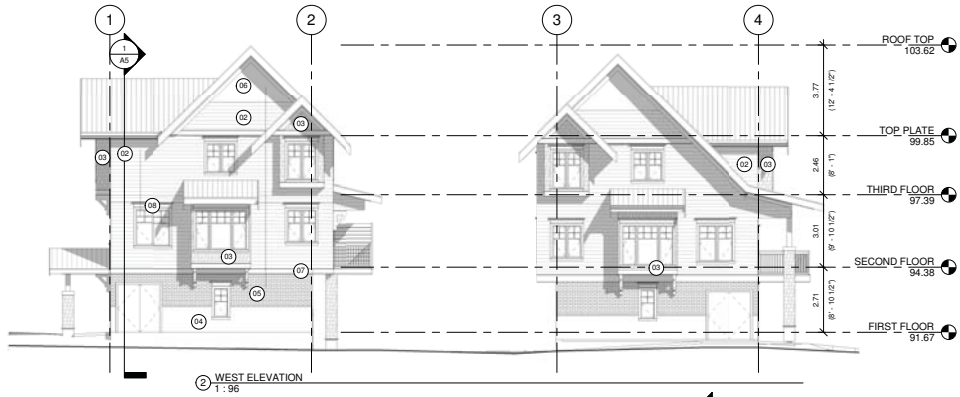 1
2
3
4
1
A5
ROOF TOP
103.62
06
3.77
(12' - 4 1/2")
02
03
TOP PLATE
99.85
03
02
02
03
2.46
(8' - 1")
THIRD FLOOR
97.39
08
3.01
(9' - 10 1/2")
03
07
03
SECOND FLOOR
94.38
05
2.71
(8' - 10 1/2")
04
FIRST FLOOR
91.67
2
WEST ELEVATION
1 : 96